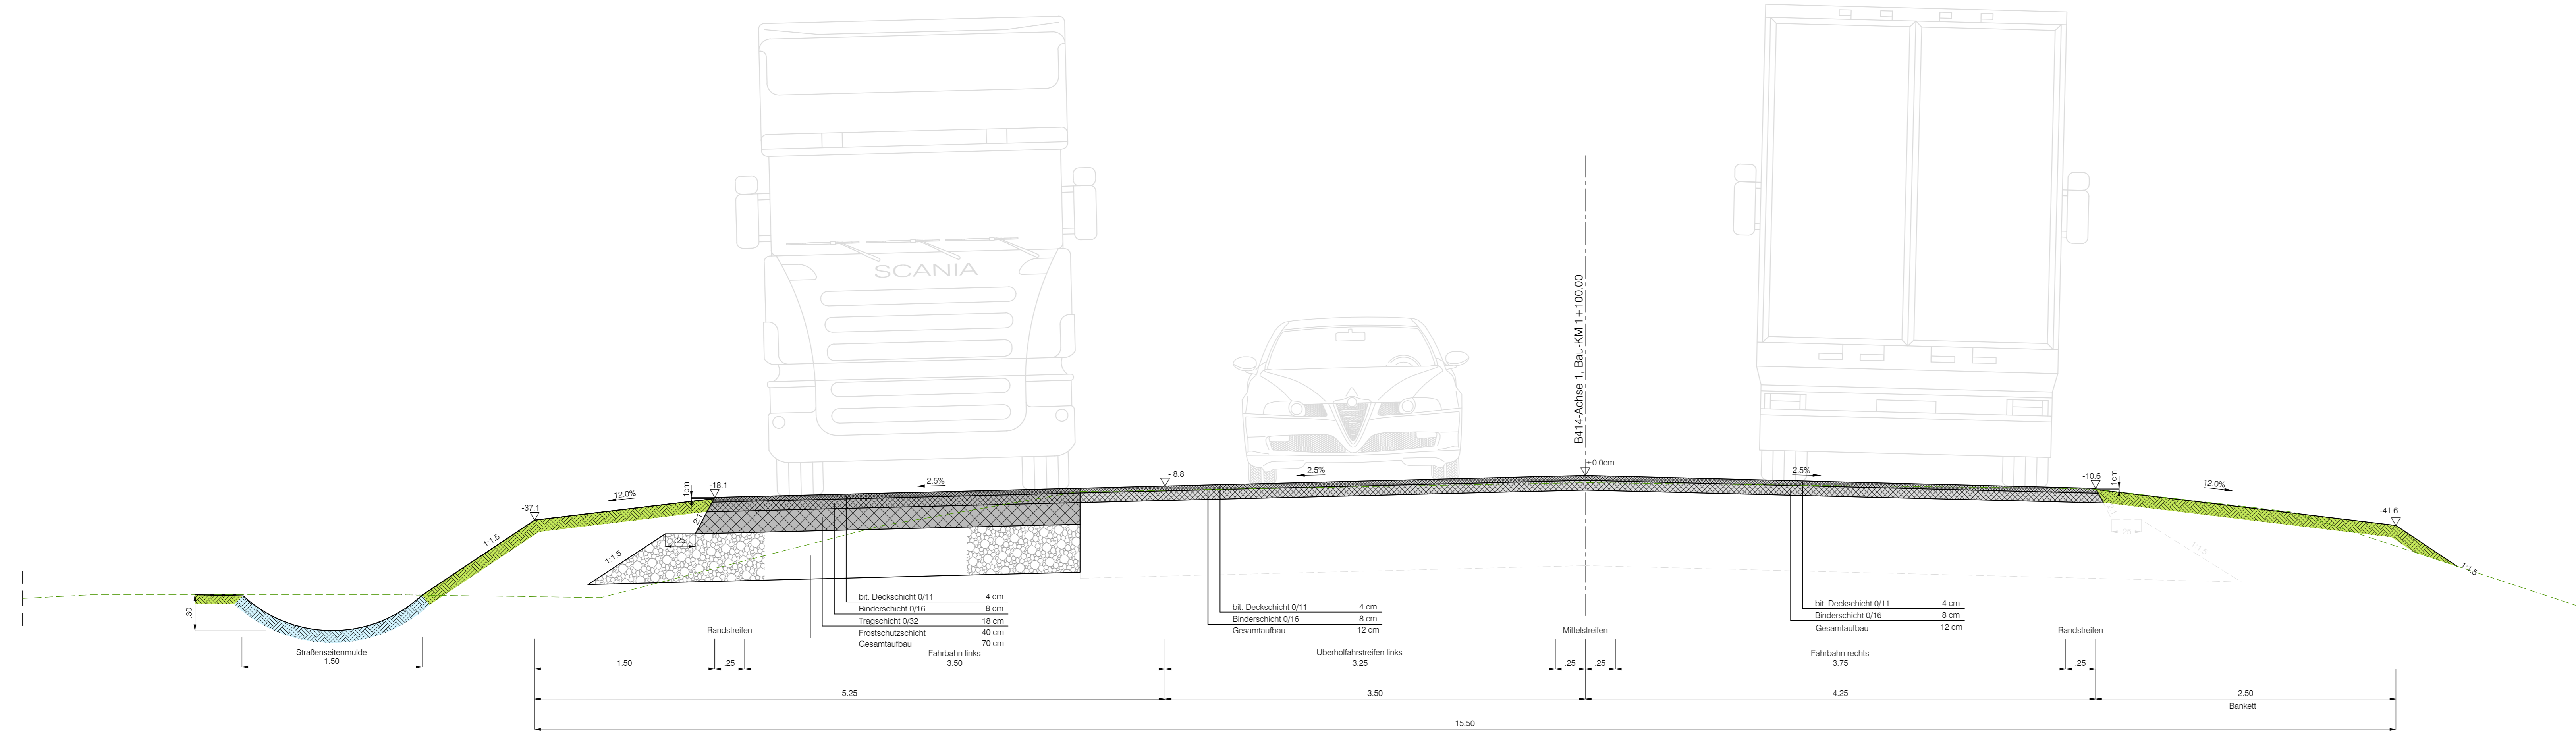 SCANIA
B414-Achse 1, Bau-KM 1+100.00
±0.0cm
2.5%
2.5%
2.5%
- 8.8
-18.1
1cm
12.0%
-37.1
-10.6
1cm
12.0%
-41.6
1:1.5
2:1
.25
1:1.5
.25
1:1.5
1:1.5
.30
bit. Deckschicht 0/11 4 cm
Binderschicht 0/16 8 cm
Tragschicht 0/32 18 cm
Frostschutzschicht 40 cm
Gesamtaufbau 70 cm
bit. Deckschicht 0/11 4 cm
Binderschicht 0/16 8 cm
Gesamtaufbau 12 cm
bit. Deckschicht 0/11 4 cm
Binderschicht 0/16 8 cm
Gesamtaufbau 12 cm
Straßenseitenmulde
1.50
Randstreifen
Fahrbahn links
Überholfahrstreifen links
Mittelstreifen
Fahrbahn rechts
Randstreifen
1.50 .25 3.50 3.25 .25 .25 3.75 .25
5.25 3.50 4.25 2.50
Bankett
15.50